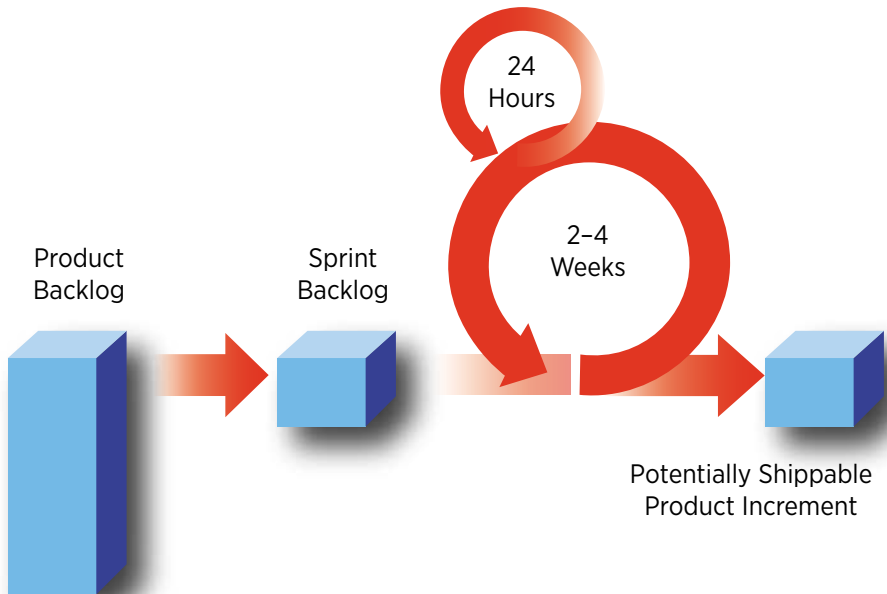 24
Hours
2–4
Weeks
Product
Backlog
Sprint
Backlog
Potentially Shippable
Product Increment